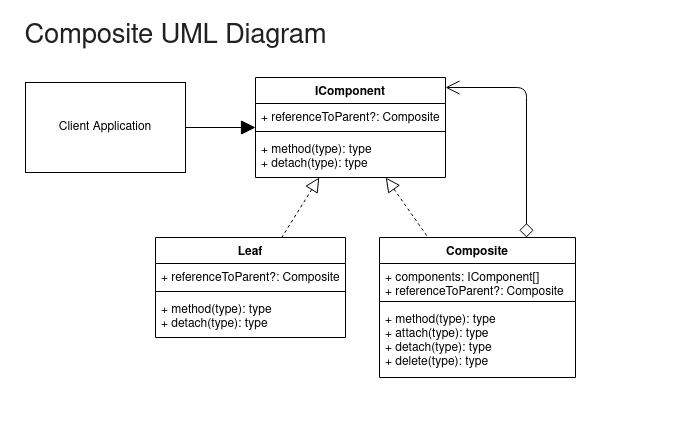 Composite UML Diagram
Client Application
IComponent
+ referenceToParent?: Composite
+ method(type): type
+ detach(type): type
Leaf
+ referenceToParent?: Composite
+ method(type): type
+ detach(type): type
Composite
+ components: IComponent[]
+ referenceToParent?: Composite
+ method(type): type
+ attach(type): type
+ detach(type): type
+ delete(type): type